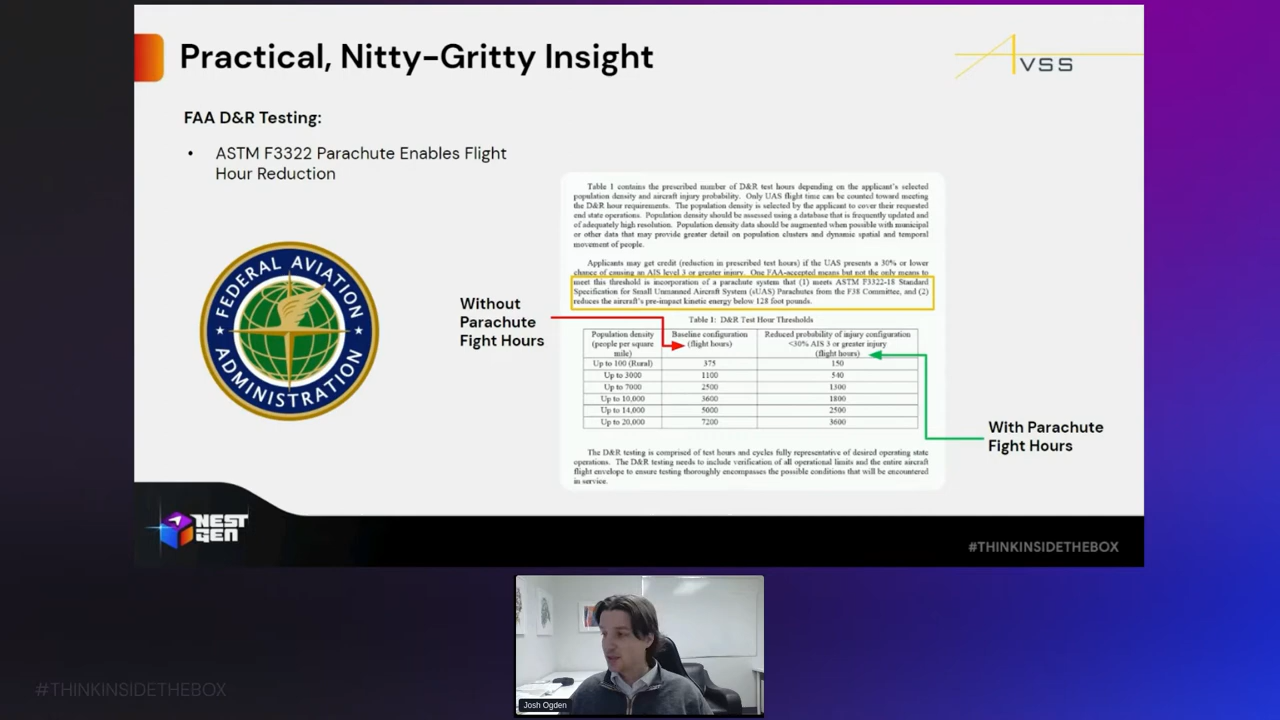 Practical, Nitty-Gritty Insight
AVSS
FAA D&R Testing:
• ASTM F3322 Parachute Enables Flight
Hour Reduction
FEDERAL AVIATION
ADMINISTRATION
Table 1 contains the prescribed number of D&R test hours depending on the applicant's selected
population density and aircraft injury probability. Only UAS flight time can be counted toward meeting
the D&R hour requirements. The population density is selected by the applicant to cover their requested
end state operations. Population density should be assessed using a database that is frequently updated and
of adequately high resolution. Population density data should be augmented when possible with municipal
or other data that may provide greater detail on population clusters and dynamic spatial and temporal
movement of people.
Applicants may get credit (reduction in prescribed test hours) if the UAS presents a 30% or lower
chance of causing an AIS level 3 or greater injury. One FAA-accepted means but not the only means to
meet this threshold is incorporation of a parachute system that (1) meets ASTM F3322-18 Standard
Specification for Small Unmanned Aircraft System (sUAS) Parachutes from the F38 Committee, and (2)
reduces the aircraft's pre-impact kinetic energy below 128 foot pounds.
Without
Parachute
Flight Hours
Table 1: D&R Test Hour Thresholds
Population density
(people per square
mile)
Baseline configuration
(flight hours)
Reduced probability of injury configuration
<30% AIS 3 or greater injury
(flight hours)
Up to 100 (Rural) 375 150
Up to 3000 1100 540
Up to 7000 2500 1300
Up to 10,000 3600 1800
Up to 14,000 5000 2500
Up to 20,000 7200 3600
With Parachute
Fight Hours
The D&R testing is comprised of test hours and cycles fully representative of desired operating state
operations. The D&R testing needs to include verification of all operational limits and the entire aircraft
flight envelope to ensure testing thoroughly encompasses the possible conditions that will be encountered
in service.
NEST
GEN
#THINKINSIDETHEBOX
Josh Ogden
#THINKINSIDETHEBOX